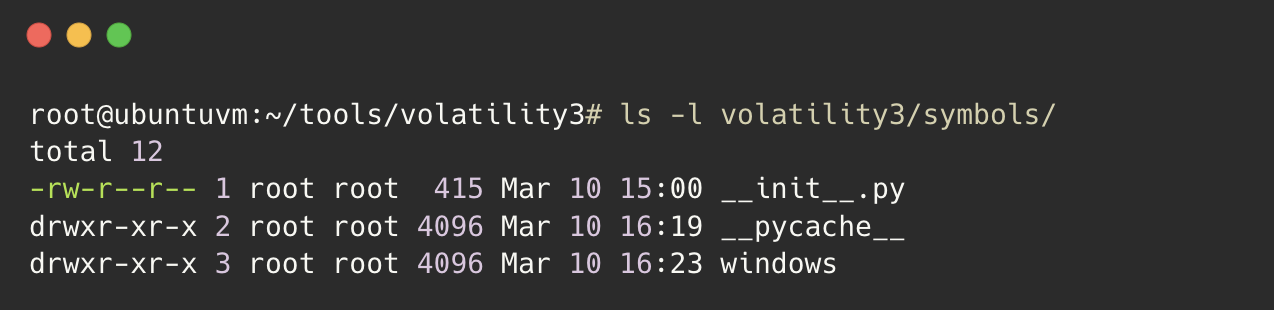 root@ubuntuvm:~/tools/volatility3# ls -l volatility3/symbols/
total 12
-rw-r--r-- 1 root root  415 Mar 10 15:00 __init__.py
drwxr-xr-x 2 root root 4096 Mar 10 16:19 __pycache__
drwxr-xr-x 3 root root 4096 Mar 10 16:23 windows